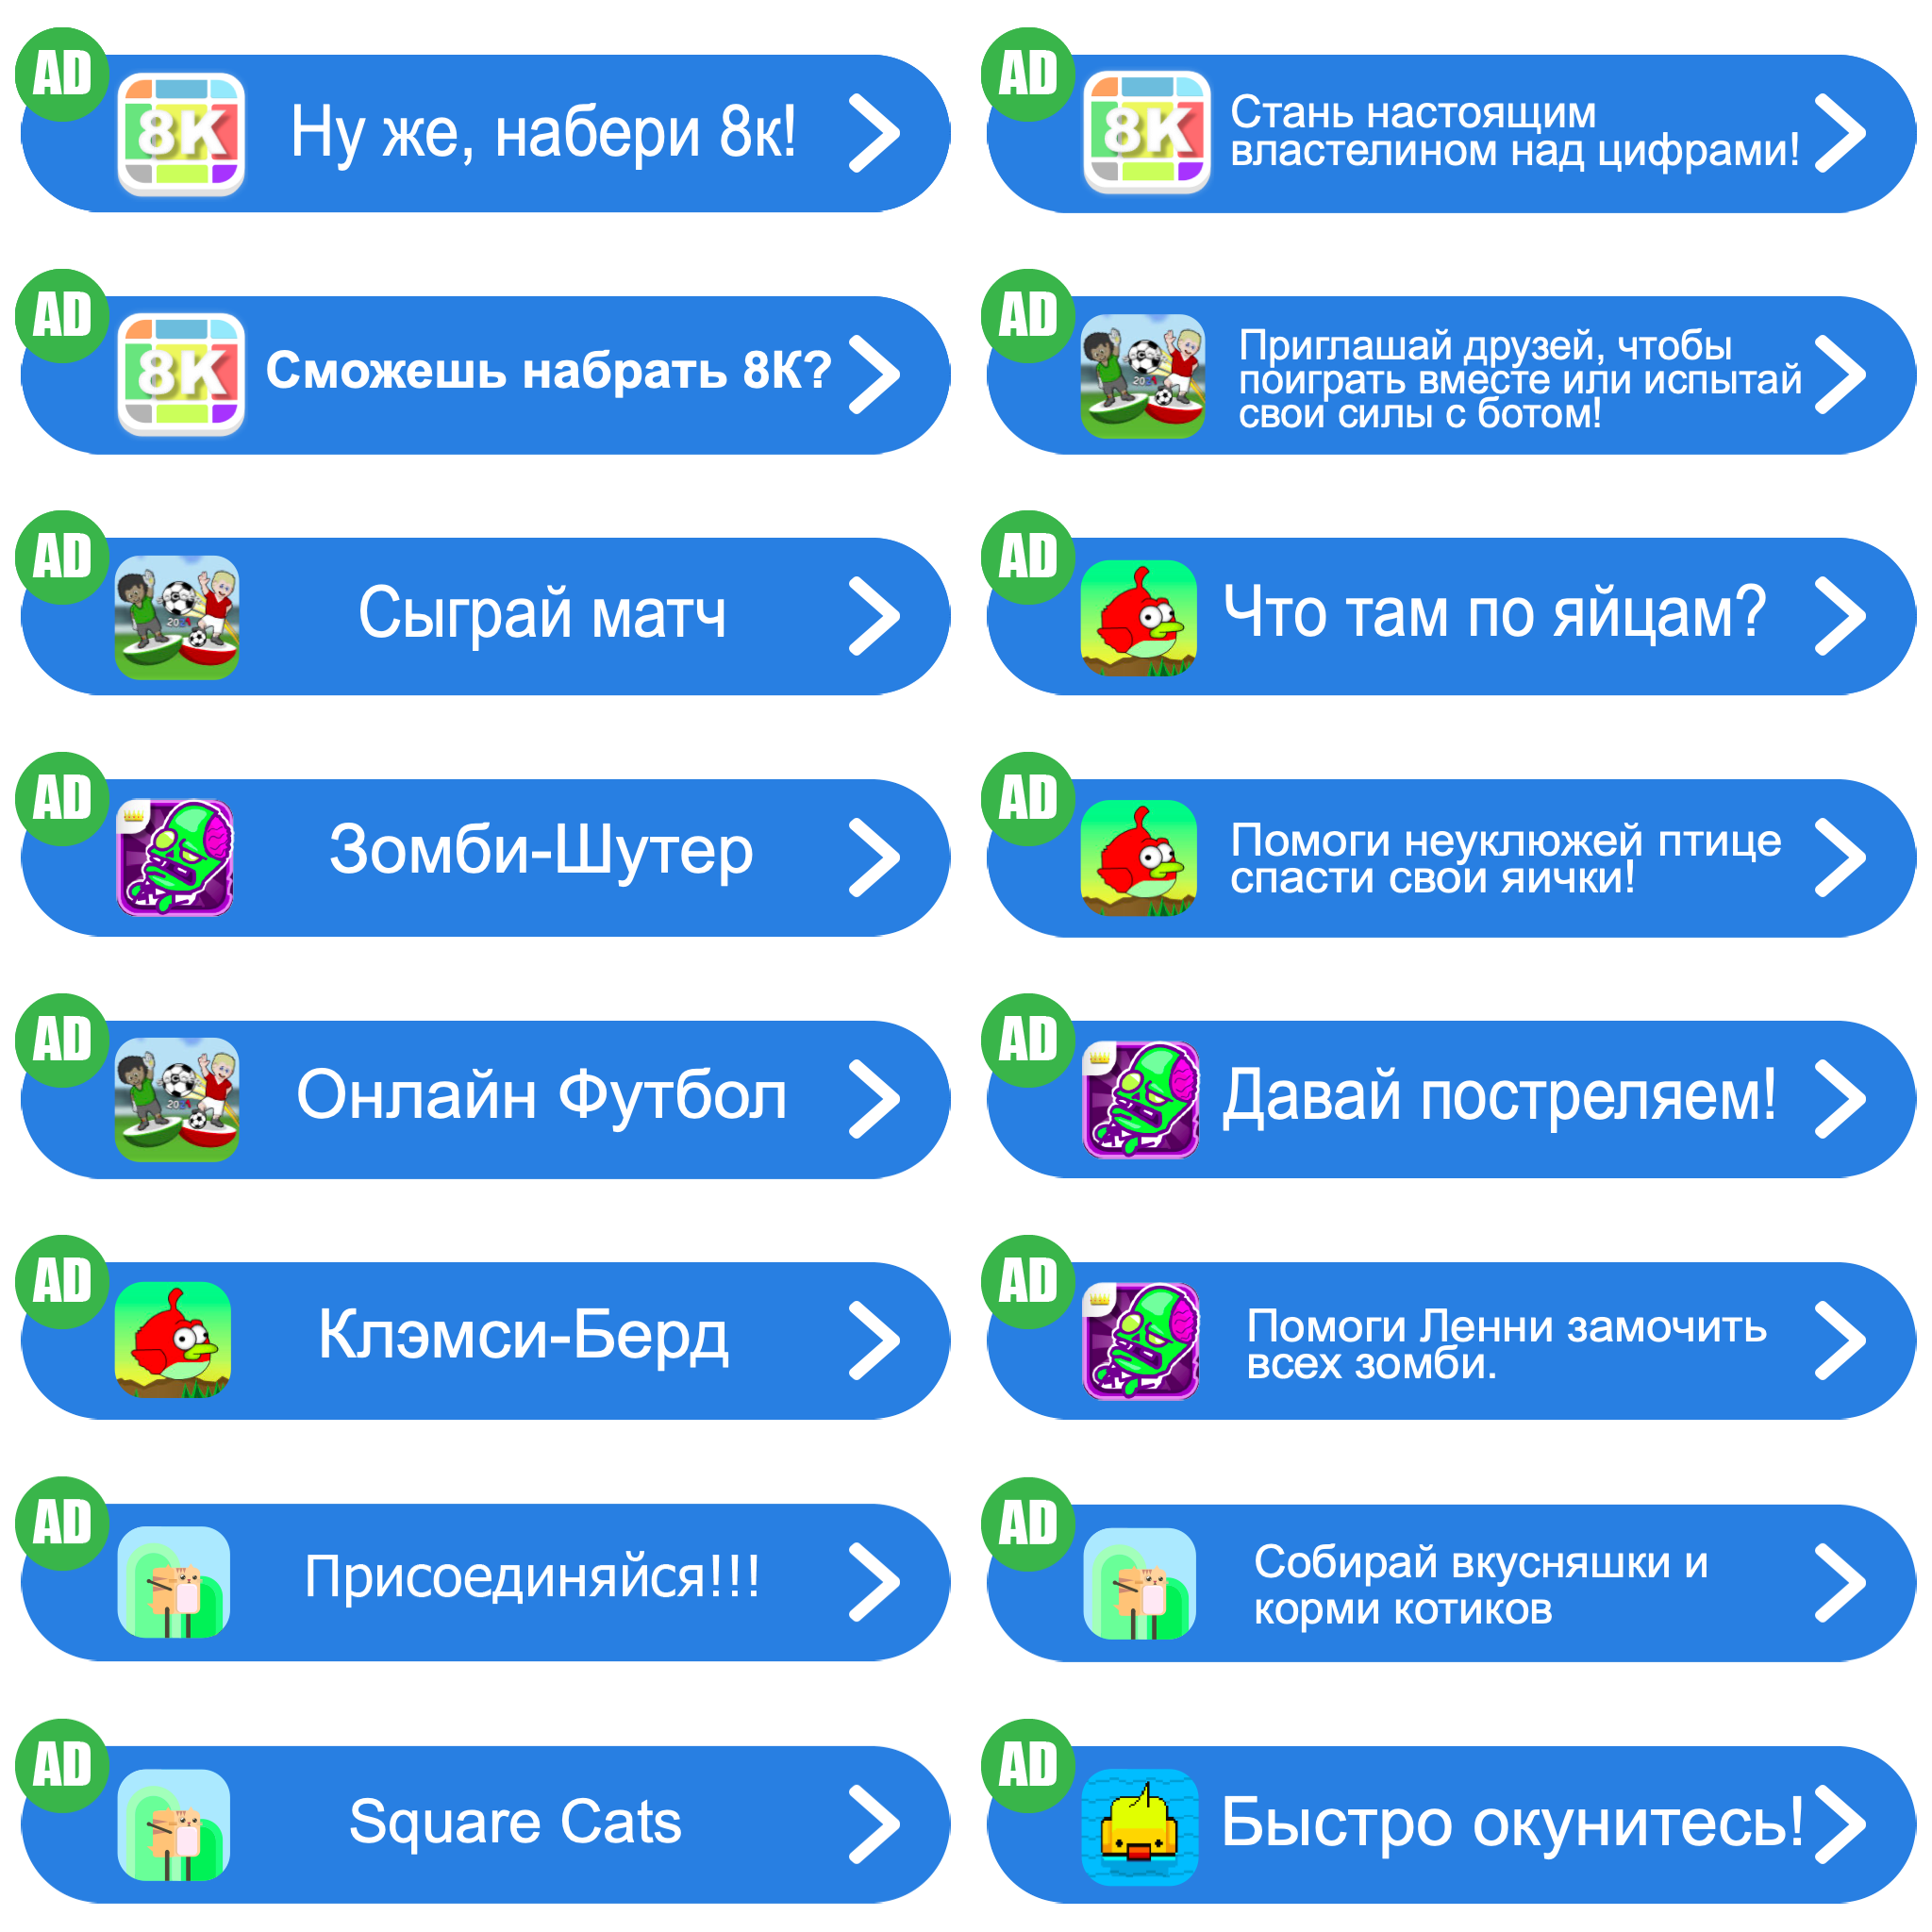 AD
8K
Ну же, набери 8к!
AD
8K
Стань настоящим
властелином над цифрами!
AD
8K
Сможешь набрать 8К?
AD
Приглашай друзей, чтобы
поиграть вместе или испытай
свои силы с ботом!
AD
Сыграй матч
AD
Что там по яйцам?
AD
Зомби-Шутер
AD
Помоги неуклюжей птице
спасти свои яички!
AD
Онлайн Футбол
AD
Давай постреляем!
AD
Клэмси-Берд
AD
Помоги Ленни замочить
всех зомби.
AD
Присоединяйся!!!
AD
Собирай вкусняшки и
корми котиков
AD
Square Cats
AD
Быстро окунитесь!